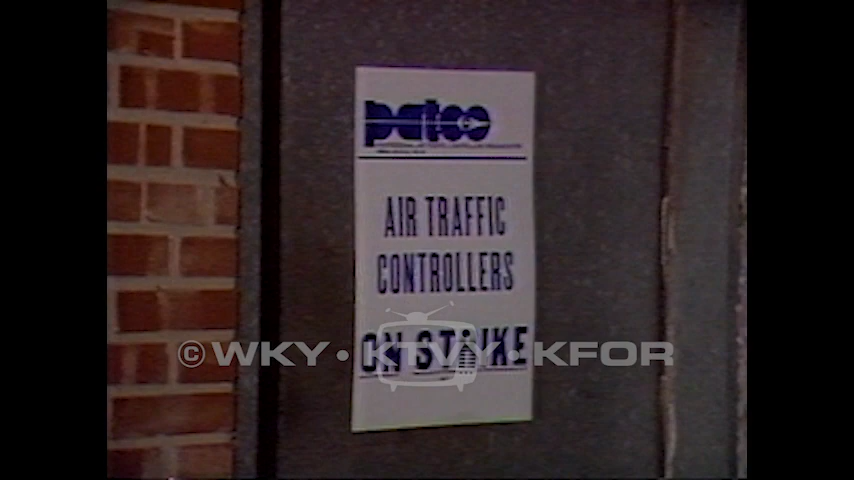 patco
AIR TRAFFIC
CONTROLLERS
ON STRIKE
© WKY • KTVY • KFOR